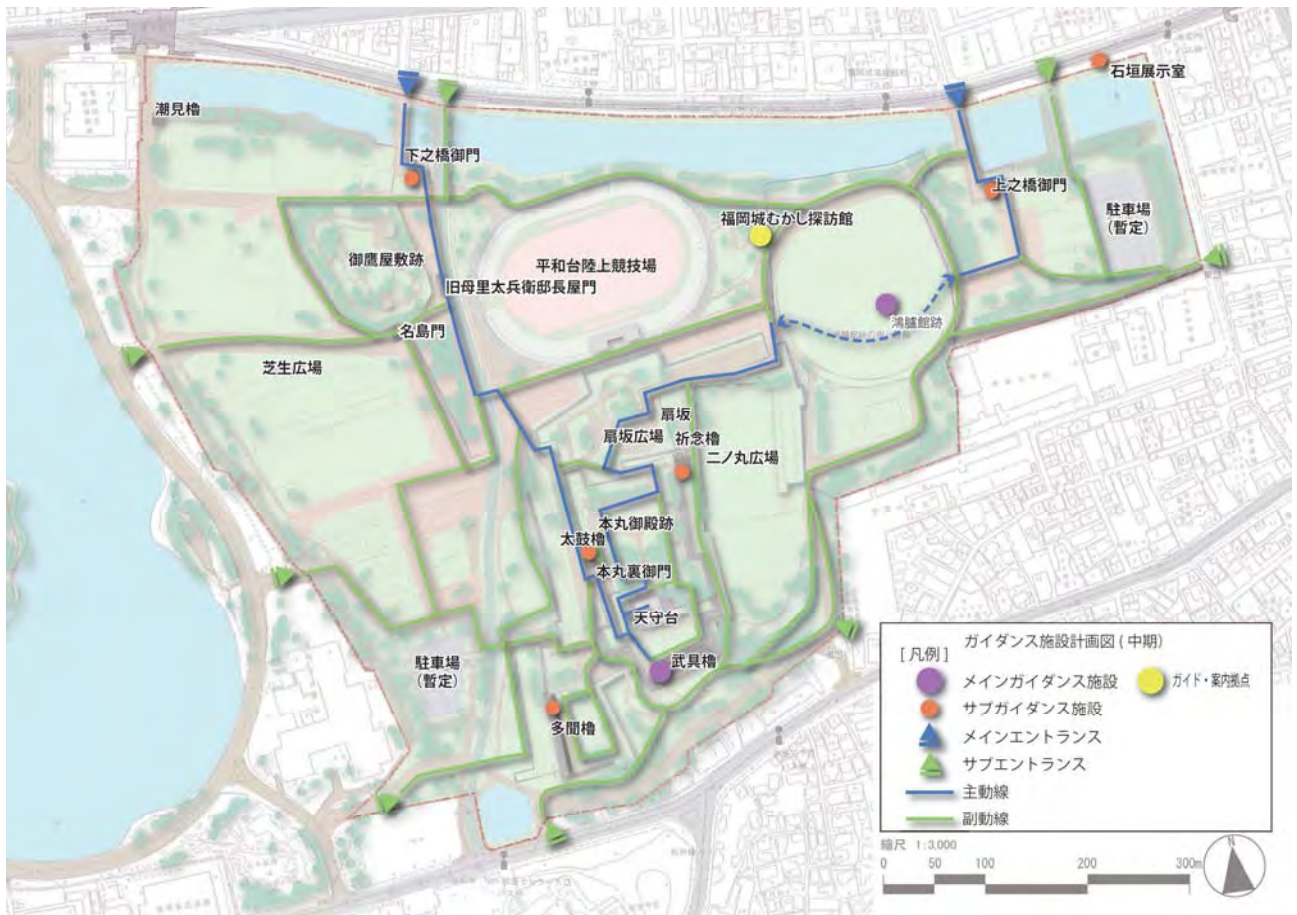 石垣展示室
潮見櫓
下之橋御門
上之橋御門
駐車場
(暫定)
福岡城むかし探訪館
御鷹屋敷跡
平和台陸上競技場
旧母里太兵衛邸長屋門
鴻臚館跡
名島門
芝生広場
扇坂
扇坂広場
祈念櫓
二ノ丸広場
本丸御殿跡
太鼓櫓
本丸裏御門
天守台
武具櫓
駐車場
(暫定)
多聞櫓
ガイダンス施設計画図(中期)
[凡例]
メインガイダンス施設
ガイド・案内拠点
サブガイダンス施設
メインエントランス
サブエントランス
主動線
副動線
縮尺 1:3,000
0 50 100 200 300m
N